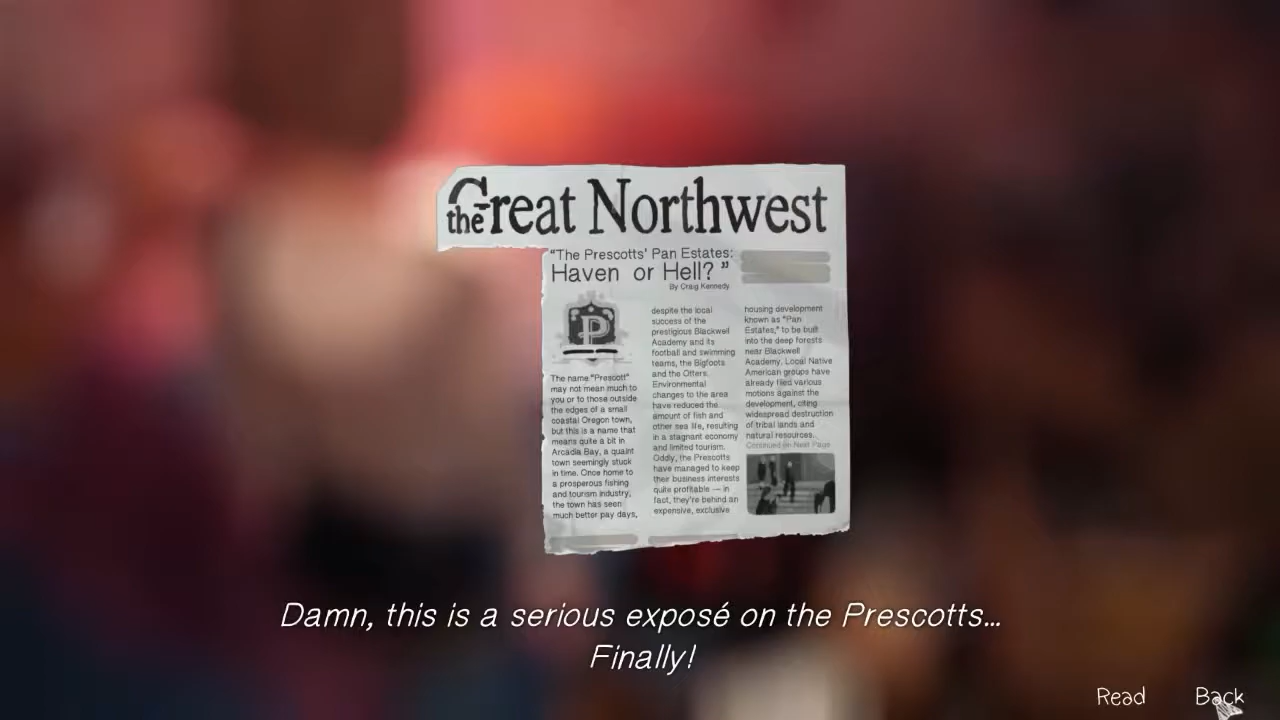 the Great Northwest
"The Prescotts' Pan Estates:
Haven or Hell?"
By Craig Kennedy
P
The name "Prescott"
may not mean much to
you or to those outside
the edges of a small
coastal Oregon town,
but this is a name that
means quite a bit in
Arcadia Bay, a quaint
town seemingly stuck
in time. Once home to
a prosperous fishing
and tourism industry,
the town has seen
much better pay days,
despite the local
success of the
prestigious Blackwell
Academy and its
football and swimming
teams, the Bigfoots
and the Otters.
Environmental
changes to the area
have reduced the
amount of fish and
other sea life, resulting
in a stagnant economy
and limited tourism.
Oddly, the Prescotts
have managed to keep
their business interests
quite profitable — in
fact, they're behind an
expensive, exclusive
housing development
known as "Pan
Estates," to be built
into the deep forests
near Blackwell
Academy. Local Native
American groups have
already filed various
motions against the
development, citing
widespread destruction
of tribal lands and
natural resources.
Continued on Next Page
Damn, this is a serious exposé on the Prescotts...
Finally!
Read Back